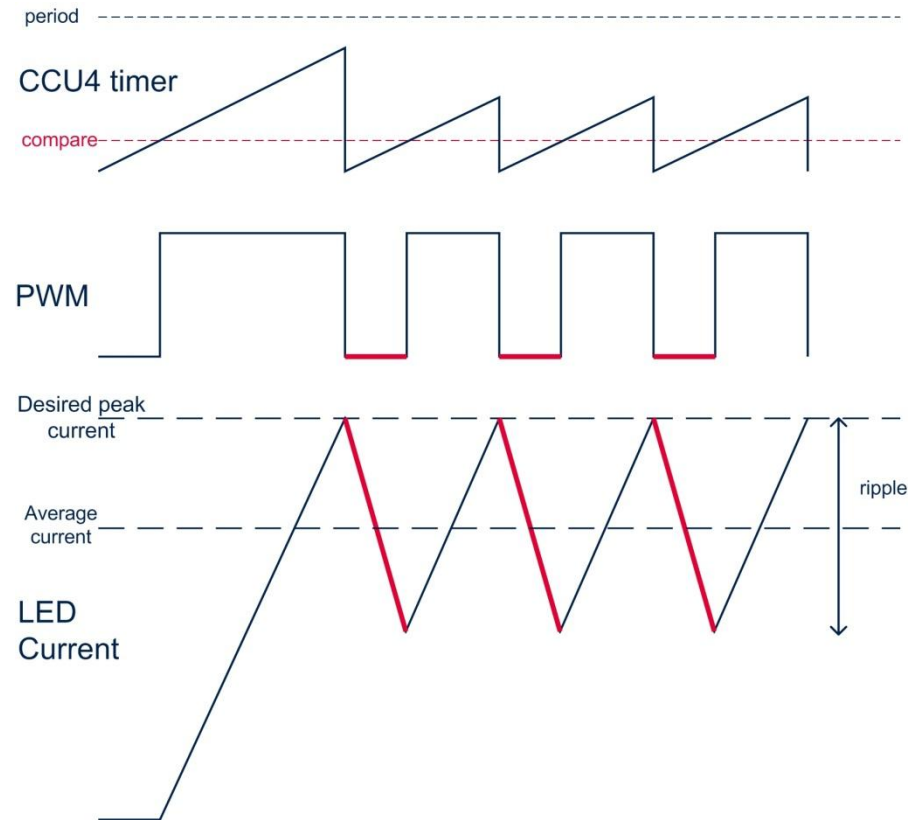 period
CCU4 timer
compare
PWM
Desired peak
current
Average
current
ripple
LED
Current